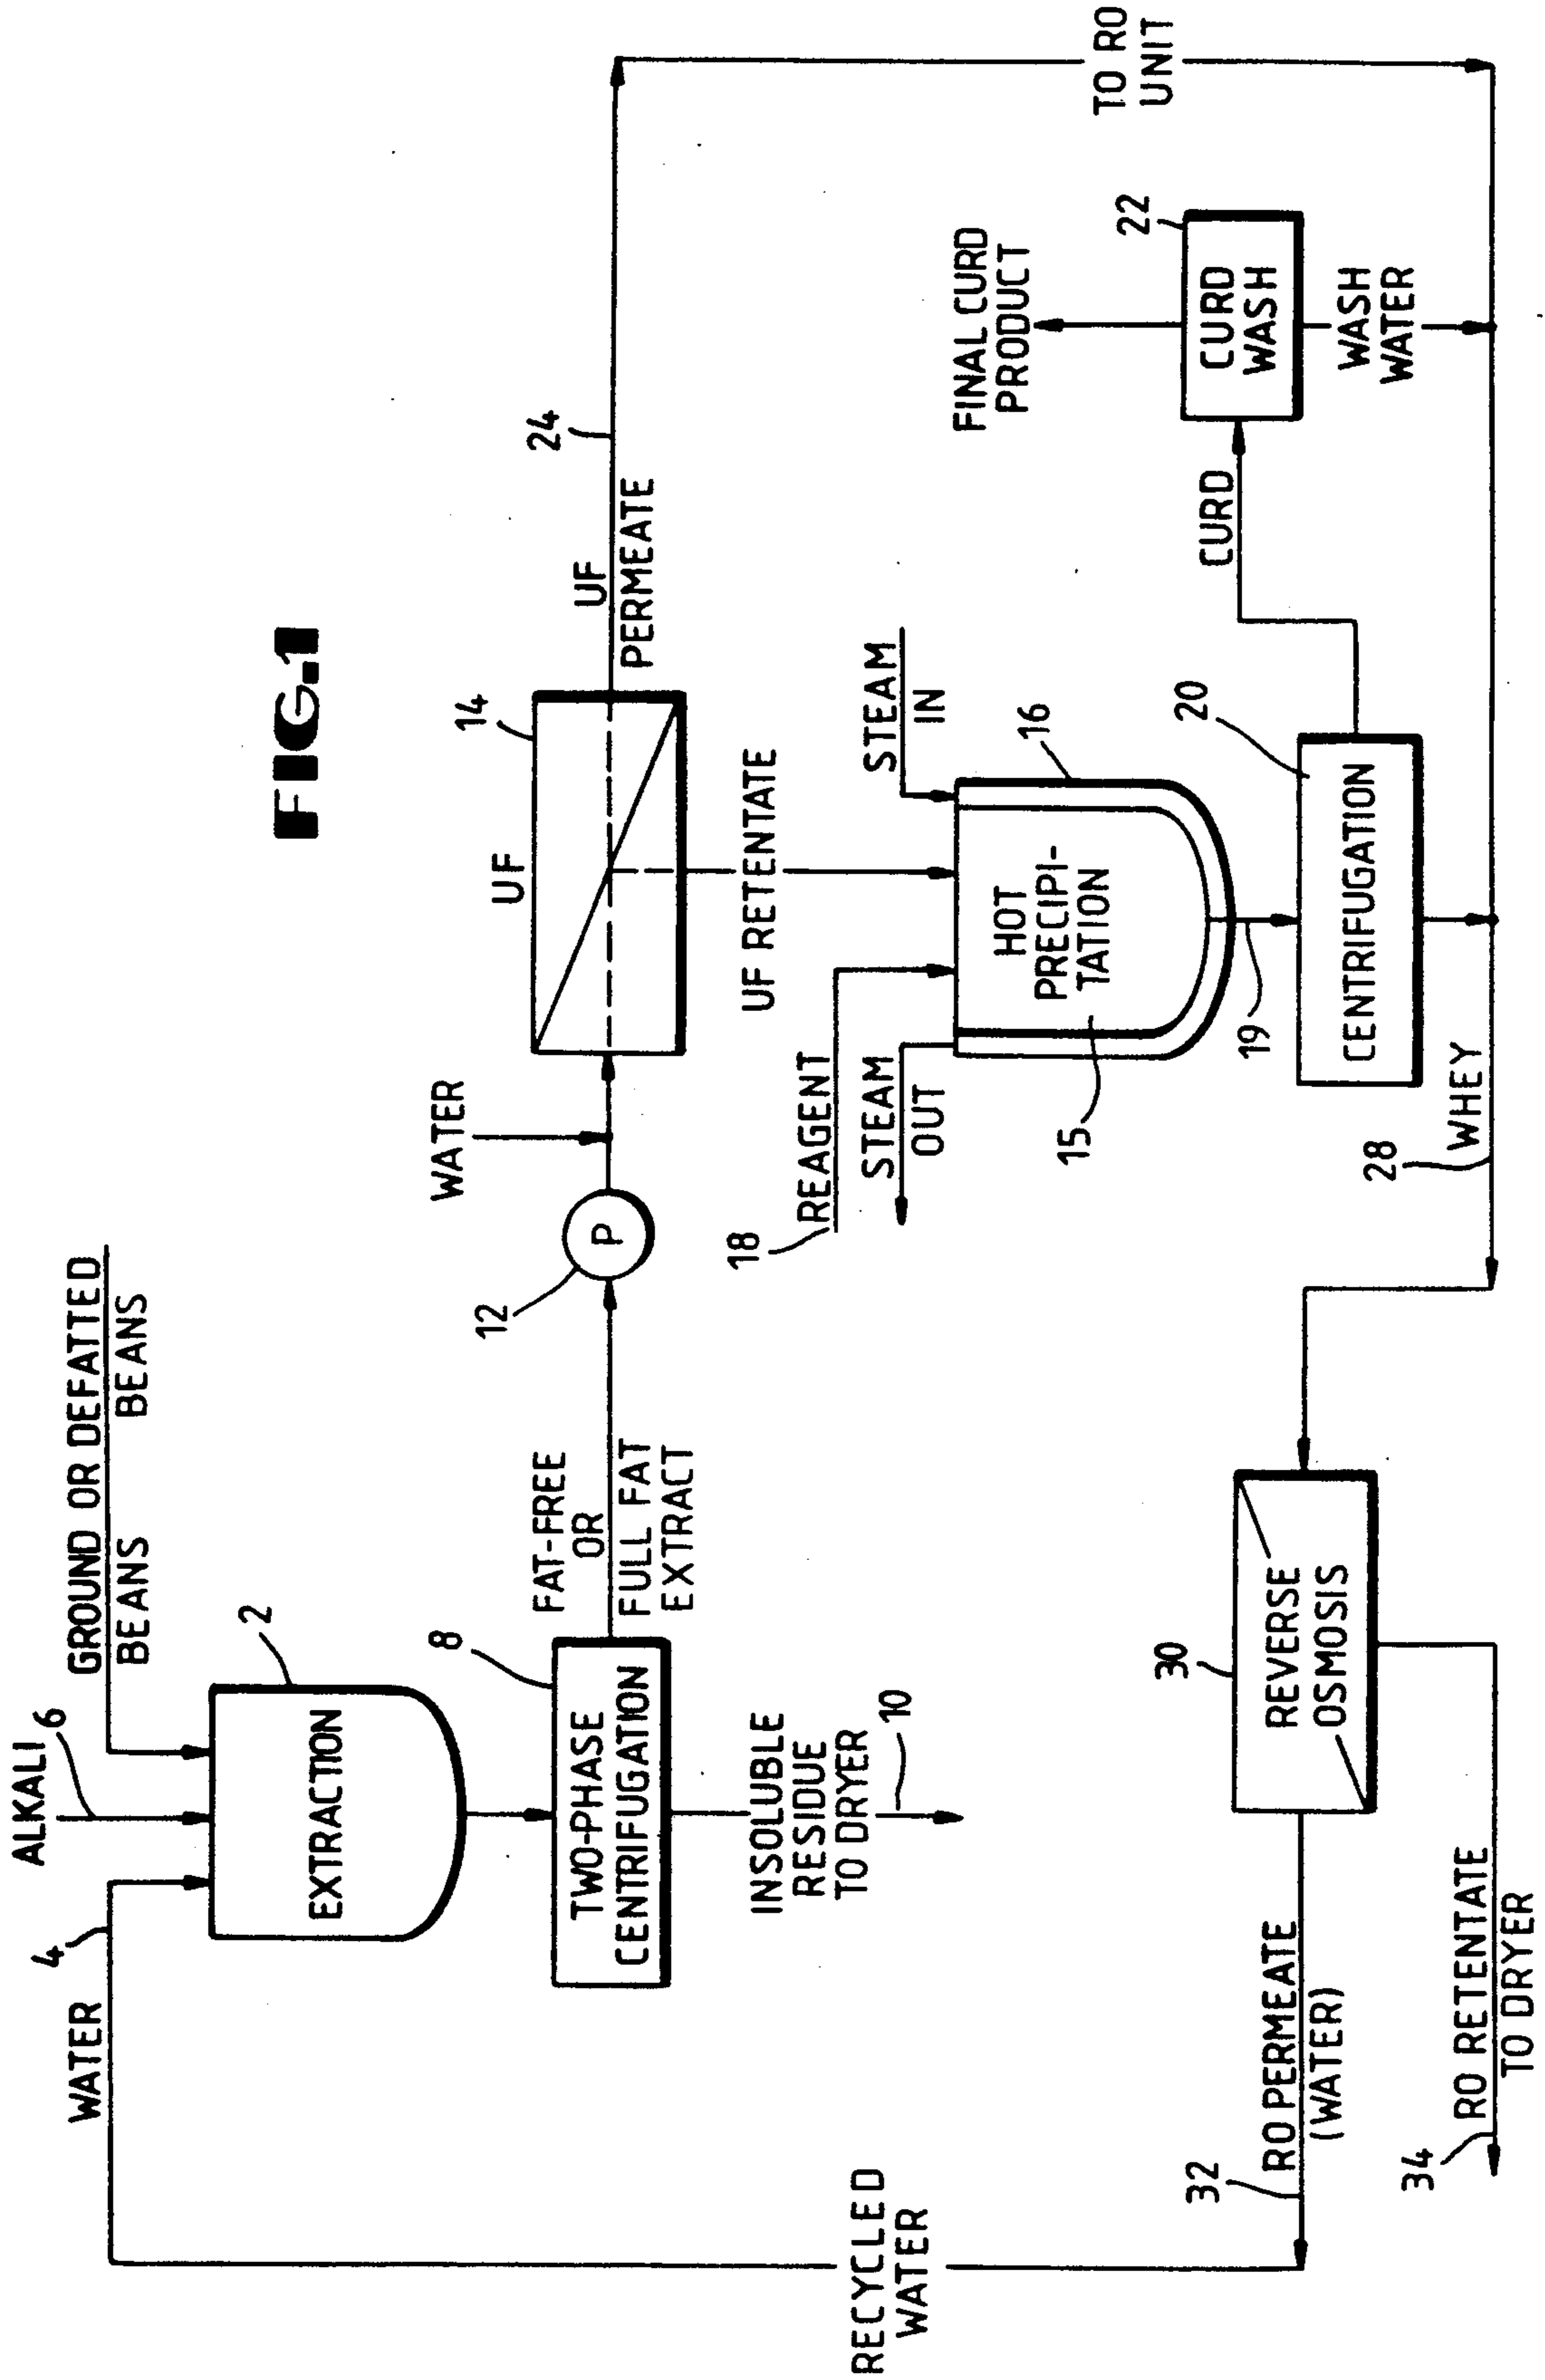 FIG.1
GROUND OR DEFATTED
BEANS
BEANS
ALKALI
6
WATER
4
2
EXTRACTION
8
TWO-PHASE
CENTRIFUGATION
INSOLUBLE
RESIDUE
TO DRYER
10
FAT-FREE
OR
FULL FAT
EXTRACT
12
P
WATER
UF
14
UF
PERMEATE
24
TO RO
UNIT
UF RETENTATE
18
REAGENT
STEAM
OUT
STEAM
IN
16
HOT
PRECIPI-
TATION
15
19
20
CENTRIFUGATION
CURD
22
CURD
WASH
FINAL CURD
PRODUCT
WASH
WATER
28
WHEY
30
REVERSE
OSMOSIS
32
RO PERMEATE
(WATER)
34
RO RETENTATE
TO DRYER
RECYCLED
WATER